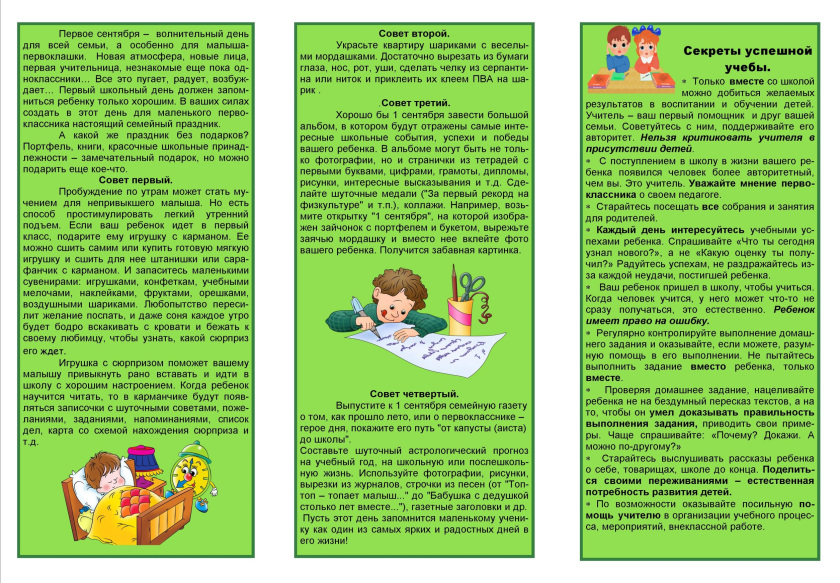 Первое сентября – волнительный день
для всей семьи, а особенно для малыша-
первоклашки. Новая атмосфера, новые лица,
первая учительница, незнакомые еще пока од-
ноклассники… Все это пугает, радует, возбуж-
дает… Первый школьный день должен запом-
ниться ребенку только хорошим. В ваших силах
создать в этот день для маленького перво-
классника настоящий семейный праздник.
А какой же праздник без подарков?
Портфель, книги, красочные школьные принад-
лежности – замечательный подарок, но можно
подарить еще кое-что.
Совет первый.
Пробуждение по утрам может стать му-
чением для непривыкшего малыша. Но есть
способ простимулировать легкий утренний
подъем. Если ваш ребенок идет в первый
класс, подарите ему игрушку с карманом. Ее
можно сшить самим или купить готовую мягкую
игрушку и сшить для нее штанишки или сара-
фанчик с карманом. И запаситесь маленькими
сувенирами: игрушками, конфеткам, учебными
мелочами, наклейками, фруктами, орешками,
воздушными шариками. Любопытство переси-
лит желание поспать, и даже соня каждое утро
будет бодро вскакивать с кровати и бежать к
своему любимцу, чтобы узнать, какой сюрприз
его ждет.
Игрушка с сюрпризом поможет вашему
малышу привыкнуть рано вставать и идти в
школу с хорошим настроением. Когда ребенок
научится читать, то в карманчике будут появ-
ляться записочки с шуточными советами, поже-
ланиями, заданиями, напоминаниями, список
дел, карта со схемой нахождения сюрприза и
т.д.
Совет второй.
Украсьте квартиру шариками с веселы-
ми мордашками. Достаточно вырезать из бумаги
глаза, нос, рот, уши, сделать челку из серпанти-
на или ниток и приклеить их клеем ПВА на ша-
рик .
Совет третий.
Хорошо бы 1 сентября завести большой
альбом, в котором будут отражены самые инте-
ресные школьные события, успехи и победы
вашего ребенка. В альбоме могут быть не толь-
ко фотографии, но и странички из тетрадей с
первыми буквами, цифрами, грамоты, дипломы,
рисунки, интересные высказывания и т.д. Сде-
лайте шуточные медали ("За первый рекорд на
физкультуре" и т.п.), коллажи. Например, возь-
мите открытку "1 сентября", на которой изобра-
жен зайчонок с портфелем и букетом, вырежьте
заячью мордашку и вместо нее вклейте фото
вашего ребенка. Получится забавная картинка.
Совет четвертый.
Выпустите к 1 сентября семейную газету
о том, как прошло лето, или о первокласснике –
герое дня, покажите его путь "от капусты (аиста)
до школы".
Составьте шуточный астрологический прогноз
на учебный год, на школьную или послешколь-
ную жизнь. Используйте фотографии, рисунки,
вырезки из журналов, строчки из песен (от "Топ-
топ – топает малыш..." до "Бабушка с дедушкой
столько лет вместе..."), газетные заголовки и др.
Пусть этот день запомнится маленькому учени-
ку как один из самых ярких и радостных дней в
его жизни!
Секреты успешной
учебы.
• Только вместе со школой
можно добиться желаемых
результатов в воспитании и обучении детей.
Учитель – ваш первый помощник и друг вашей
семьи. Советуйтесь с ним, поддерживайте его
авторитет. Нельзя критиковать учителя в
присутствии детей.
• С поступлением в школу в жизни вашего ре-
бенка появился человек более авторитетный,
чем вы. Это учитель. Уважайте мнение перво-
классника о своем педагоге.
• Старайтесь посещать все собрания и занятия
для родителей.
• Каждый день интересуйтесь учебными ус-
пехами ребенка. Спрашивайте «Что ты сегодня
узнал нового?», а не «Какую оценку ты полу-
чил?» Радуйтесь успехам, не раздражайтесь из-
за каждой неудачи, постигшей ребенка.
• Ваш ребенок пришел в школу, чтобы учиться.
Когда человек учится, у него может что-то не
сразу получаться, это естественно. Ребенок
имеет право на ошибку.
• Регулярно контролируйте выполнение домаш-
него задания и оказывайте, если можете, разум-
ную помощь в его выполнении. Не пытайтесь
выполнить задание вместо ребенка, только
вместе.
• Проверяя домашнее задание, нацеливайте
ребенка не на бездумный пересказ текстов, а на
то, чтобы он умел доказывать правильность
выполнения задания, приводить свои приме-
ры. Чаще спрашивайте: «Почему? Докажи. А
можно по-другому?»
• Старайтесь выслушивать рассказы ребенка
о себе, товарищах, школе до конца. Поделить-
ся своими переживаниями – естественная
потребность развития детей.
• По возможности оказывайте посильную по-
мощь учителю в организации учебного процес-
са, мероприятий, внеклассной работе.